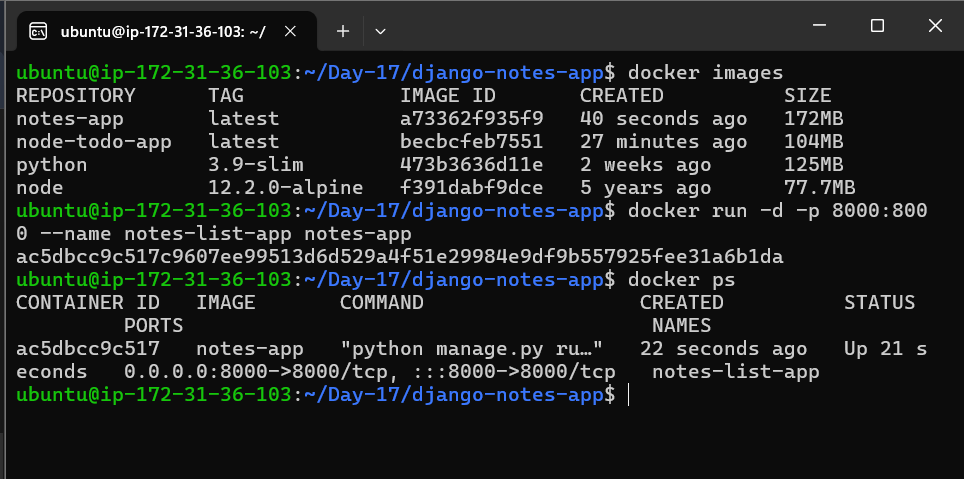 ubuntu@ip-172-31-36-103: ~/
ubuntu@ip-172-31-36-103:~/Day-17/django-notes-app$ docker images
REPOSITORY      TAG             IMAGE ID       CREATED          SIZE
notes-app       latest          a73362f935f9   40 seconds ago   172MB
node-todo-app   latest          becbcfeb7551   27 minutes ago   104MB
python          3.9-slim        473b3636d11e   2 weeks ago      125MB
node            12.2.0-alpine   f391dabf9dce   5 years ago      77.7MB
ubuntu@ip-172-31-36-103:~/Day-17/django-notes-app$ docker run -d -p 8000:800
0 --name notes-list-app notes-app
ac5dbcc9c517c9607ee99513d6d529a4f51e29984e9df9b557925fee31a6b1da
ubuntu@ip-172-31-36-103:~/Day-17/django-notes-app$ docker ps
CONTAINER ID   IMAGE       COMMAND                  CREATED          STATUS
         PORTS                                       NAMES
ac5dbcc9c517   notes-app   "python manage.py ru…"   22 seconds ago   Up 21 s
econds   0.0.0.0:8000->8000/tcp, :::8000->8000/tcp   notes-list-app
ubuntu@ip-172-31-36-103:~/Day-17/django-notes-app$